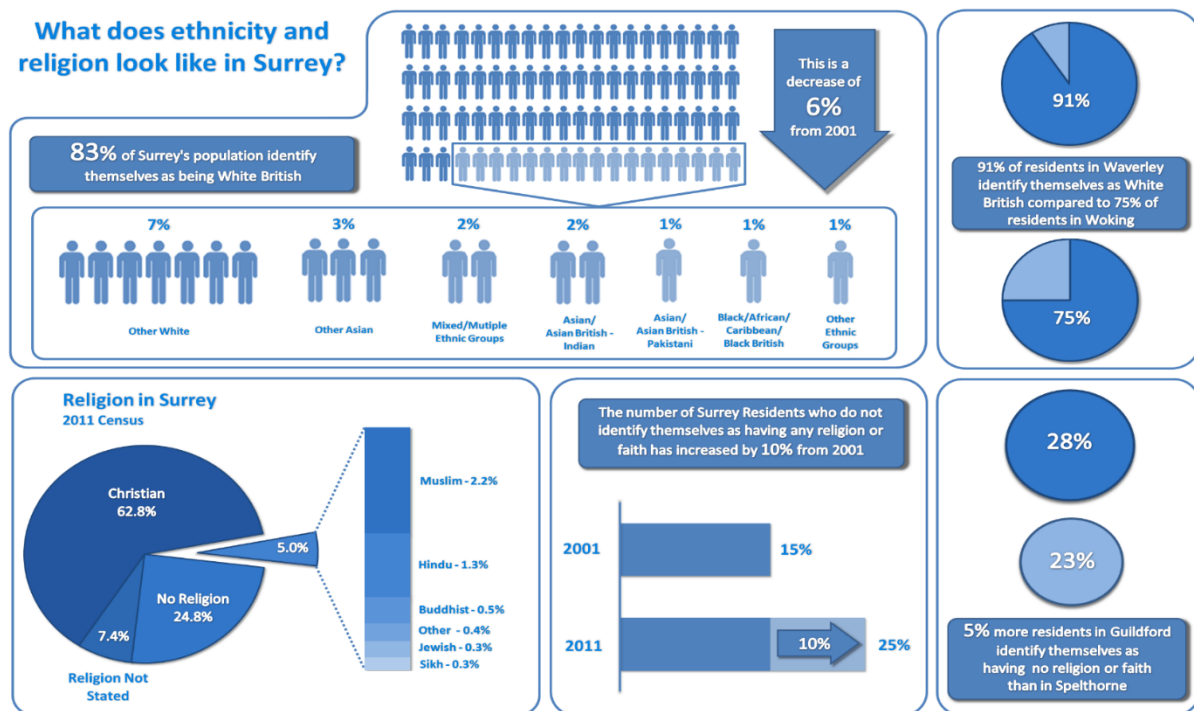 What does ethnicity and
religion look like in Surrey?
83% of Surrey's population identify
themselves as being White British
This is a
decrease of
6%
from 2001
7%
3%
2%
2%
1%
1%
1%
Other White
Other Asian
Mixed/Mutiple
Ethnic Groups
Asian/
Asian British -
Indian
Asian/
Asian British -
Pakistani
Black/African/
Caribbean/
Black British
Other
Ethnic
Groups
91%
91% of residents in Waverley
identify themselves as White
British compared to 75% of
residents in Woking
75%
Religion in Surrey
2011 Census
Christian
62.8%
5.0%
No Religion
24.8%
7.4%
Religion Not
Stated
Muslim - 2.2%
Hindu - 1.3%
Buddhist - 0.5%
Other - 0.4%
Jewish - 0.3%
Sikh - 0.3%
The number of Surrey Residents who do not
identify themselves as having any religion or
faith has increased by 10% from 2001
2001
15%
2011
10%
25%
28%
23%
5% more residents in Guildford
identify themselves as
having no religion or faith
than in Spelthorne